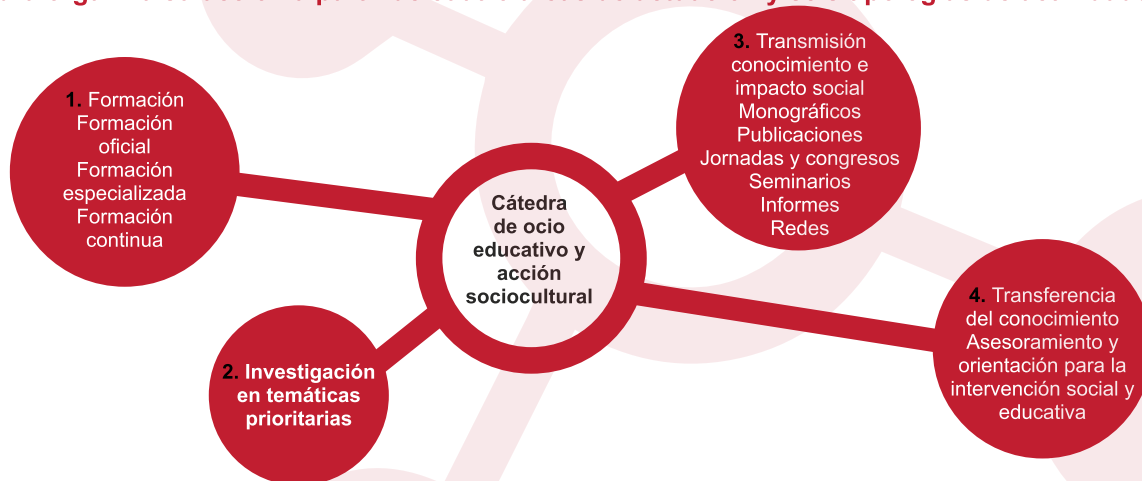 1. Formación
Formación
oficial
Formación
especializada
Formación
continua
2. Investigación
en temáticas
prioritarias
Cátedra
de ocio
educativo y
acción
sociocultural
3. Transmisión
conocimiento e
impacto social
Monográficos
Publicaciones
Jornadas y congresos
Seminarios
Informes
Redes
4. Transferencia
del conocimiento
Asesoramiento y
orientación para la
intervención social y
educativa